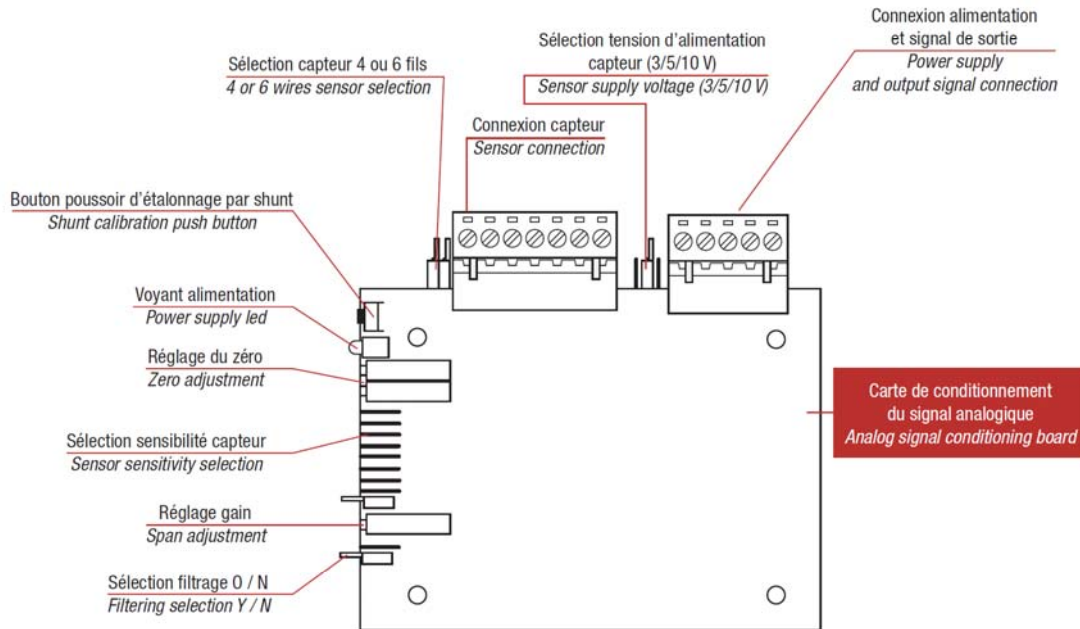 Connexion alimentation
et signal de sortie
Power supply
and output signal connection
Sélection tension d'alimentation
capteur (3/5/10 V)
Sensor supply voltage (3/5/10 V)
Sélection capteur 4 ou 6 fils
4 or 6 wires sensor selection
Connexion capteur
Sensor connection
Bouton poussoir d'étalonnage par shunt
Shunt calibration push button
Voyant alimentation
Power supply led
Réglage du zéro
Zero adjustment
Carte de conditionnement
du signal analogique
Analog signal conditioning board
Sélection sensibilité capteur
Sensor sensitivity selection
Réglage gain
Span adjustment
Sélection filtrage O / N
Filtering selection Y / N